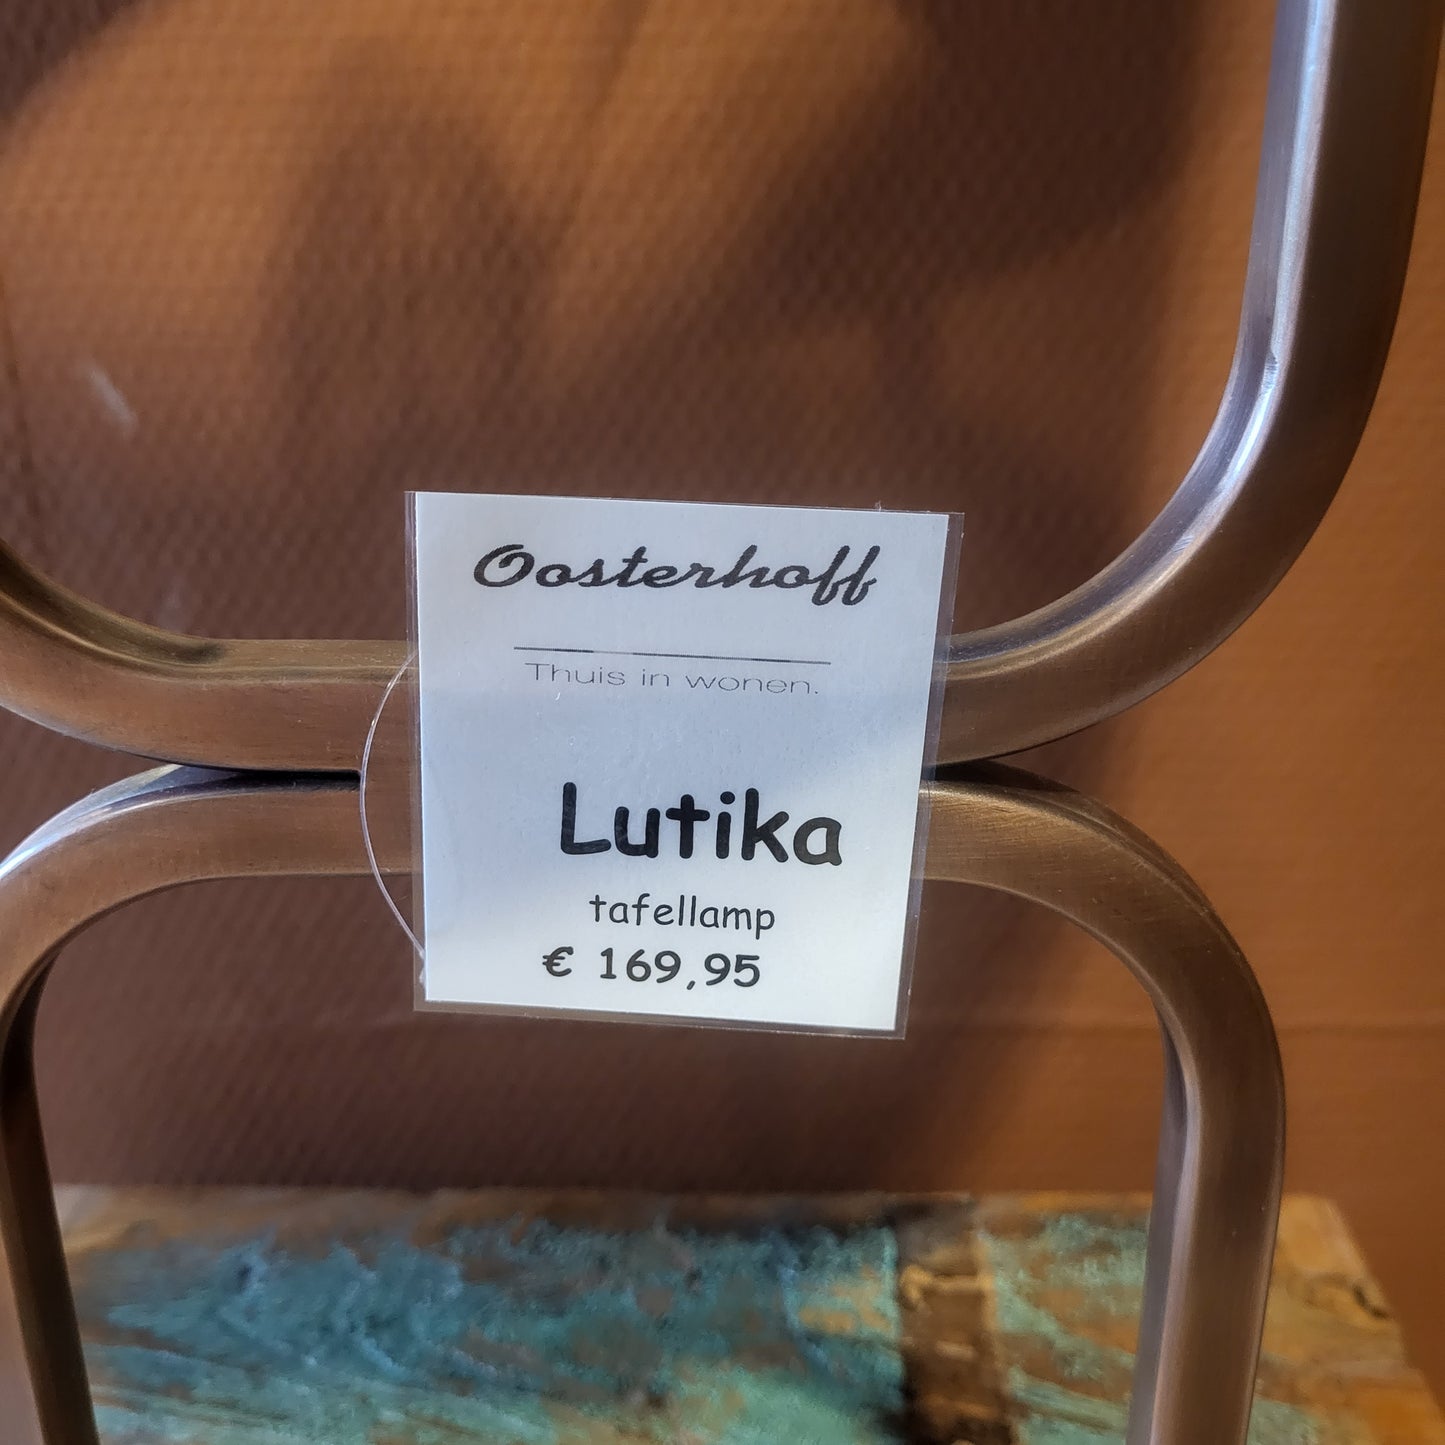 Oosterhoff
Thuis in wonen.
Lutika
tafellamp
€ 169,95